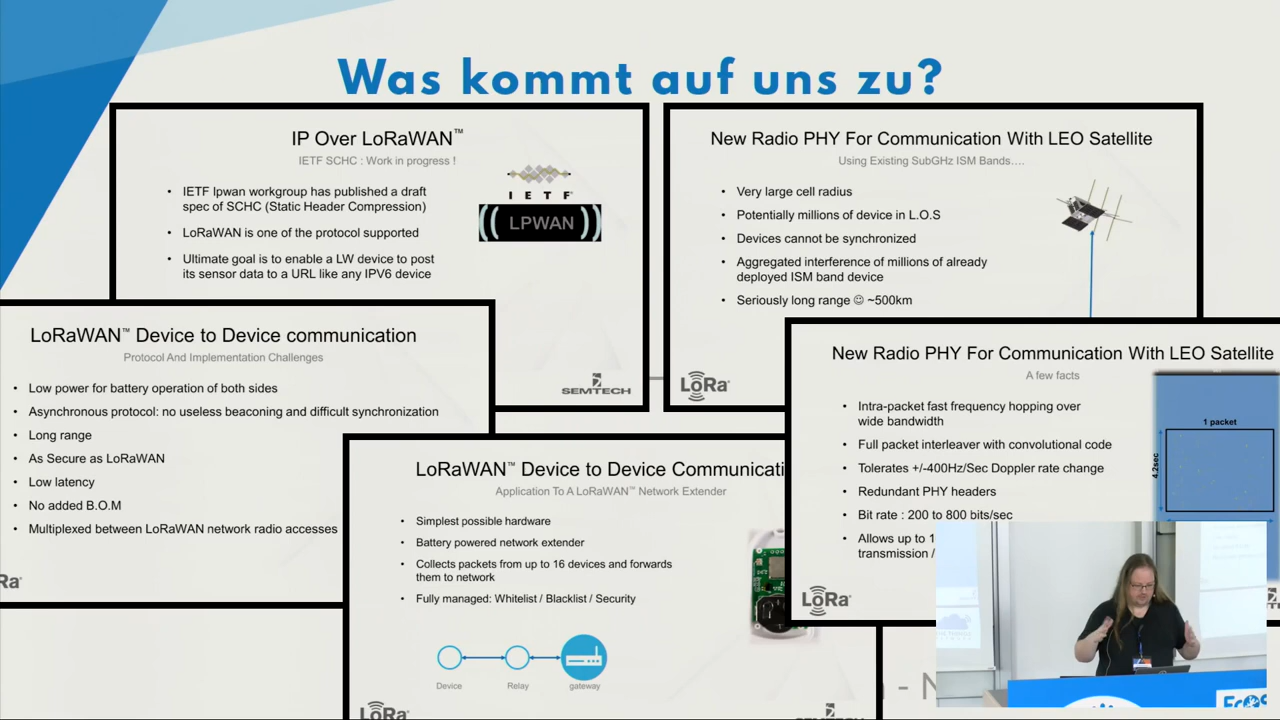 Was kommt auf uns zu?
IP Over LoRaWAN™
IETF SCHC : Work in progress !
• IETF lpwan workgroup has published a draft
spec of SCHC (Static Header Compression)
• LoRaWAN is one of the protocol supported
• Ultimate goal is to enable a LW device to post
its sensor data to a URL like any IPV6 device
I E T F
LPWAN
SEMTECH
New Radio PHY For Communication With LEO Satellite
Using Existing SubGHz ISM Bands….
• Very large cell radius
• Potentially millions of device in L.O.S
• Devices cannot be synchronized
• Aggregated interference of millions of already
deployed ISM band device
• Seriously long range ☺ ~500km
LoRa
LoRaWAN™ Device to Device communication
Protocol And Implementation Challenges
• Low power for battery operation of both sides
• Asynchronous protocol: no useless beaconing and difficult synchronization
• Long range
• As Secure as LoRaWAN
• Low latency
• No added B.O.M
• Multiplexed between LoRaWAN network radio accesses
Ra
New Radio PHY For Communication With LEO Satellite
A few facts
• Intra-packet fast frequency hopping over
wide bandwidth
• Full packet interleaver with convolutional code
• Tolerates +/-400Hz/Sec Doppler rate change
• Redundant PHY headers
• Bit rate : 200 to 800 bits/sec
• Allows up to 1
transmission /
1 packet
4.2sec
LoRa
LoRaWAN™ Device to Device Communicati
Application To A LoRaWAN™ Network Extender
• Simplest possible hardware
• Battery powered network extender
• Collects packets from up to 16 devices and forwards
them to network
• Fully managed: Whitelist / Blacklist / Security
Device
Relay
gateway
LoRa
SEMTECH
- N